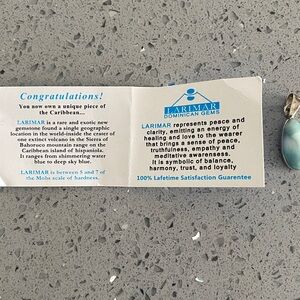 Congratulations!
You now own a unique piece of
the Caribbean...
LARIMAR is a rare and exotic new
gemstone found a single geographic
location in the world-inside the crater of
one extinct volcano in the Sierra of
Bahoruco mountain range on the
Caribbean island of hispaniola.
It ranges from shimmering water
blue to deep sky blue.
LARIMAR is between 5 and 7 of
the Mohs scale of hardness.
LARIMAR
DOMINICAN GEMS
LARIMAR represents peace and
clarity, emitting an energy of
healing and love to the wearer
that brings a sense of peace,
truthfulness, empathy and
meditative awareness.
It is symbolic of balance,
harmony, trust, and loyalty
100% Lafetime Satisfaction Guarentee